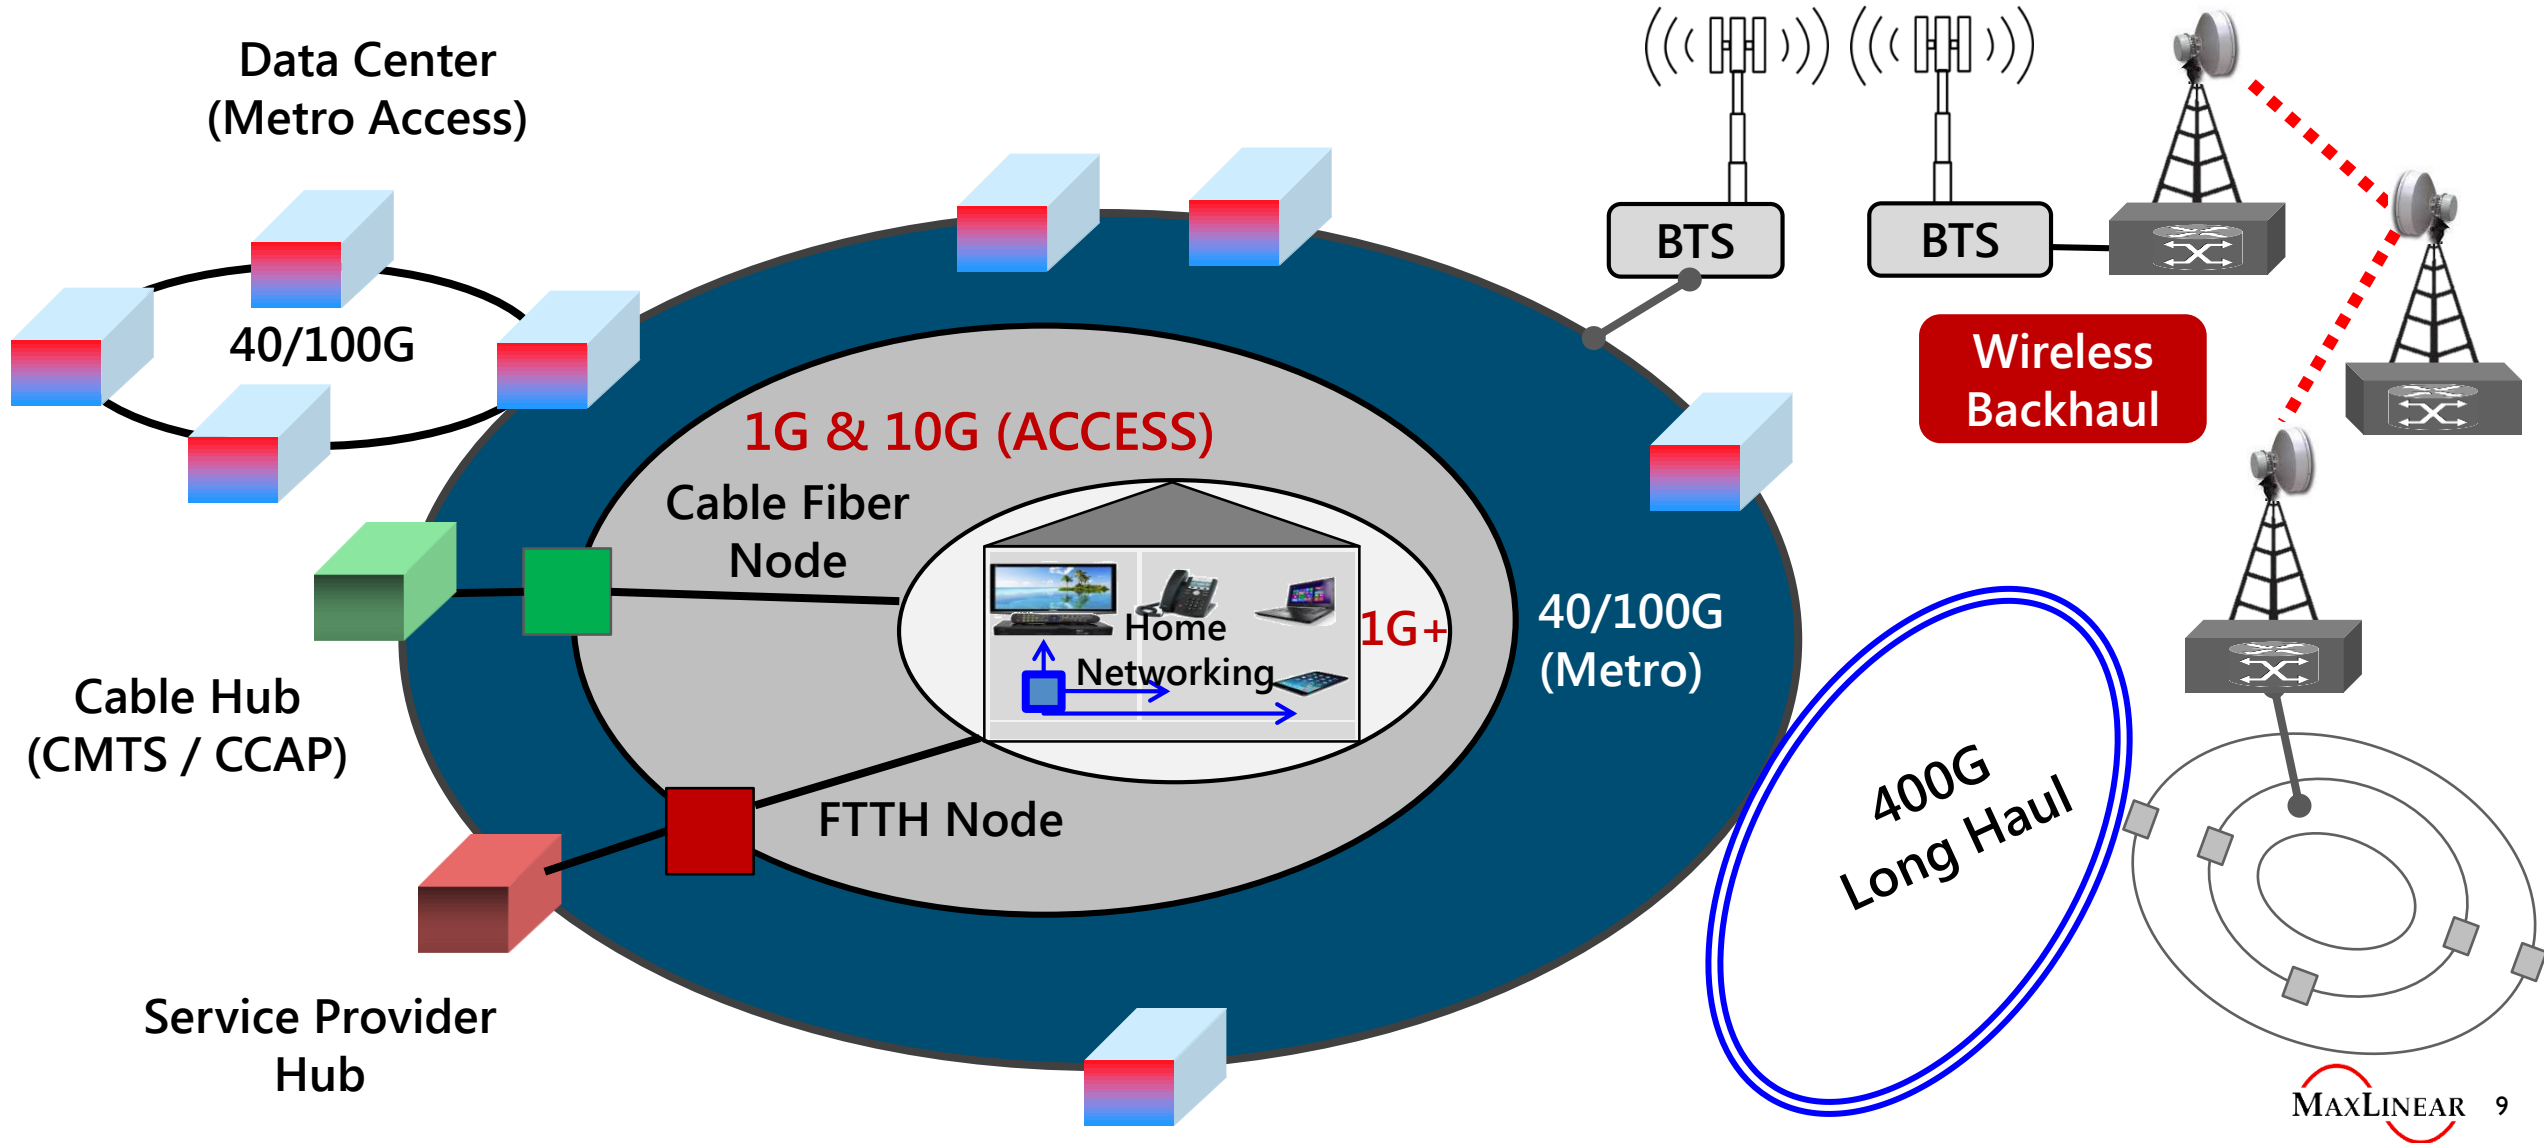 Data Center
(Metro Access)
40/100G
BTS
BTS
Wireless
Backhaul
1G & 10G (ACCESS)
Cable Fiber
Node
Home
Networking
1G+
40/100G
(Metro)
Cable Hub
(CMTS / CCAP)
FTTH Node
400G
Long Haul
Service Provider
Hub
MAXLINEAR 9